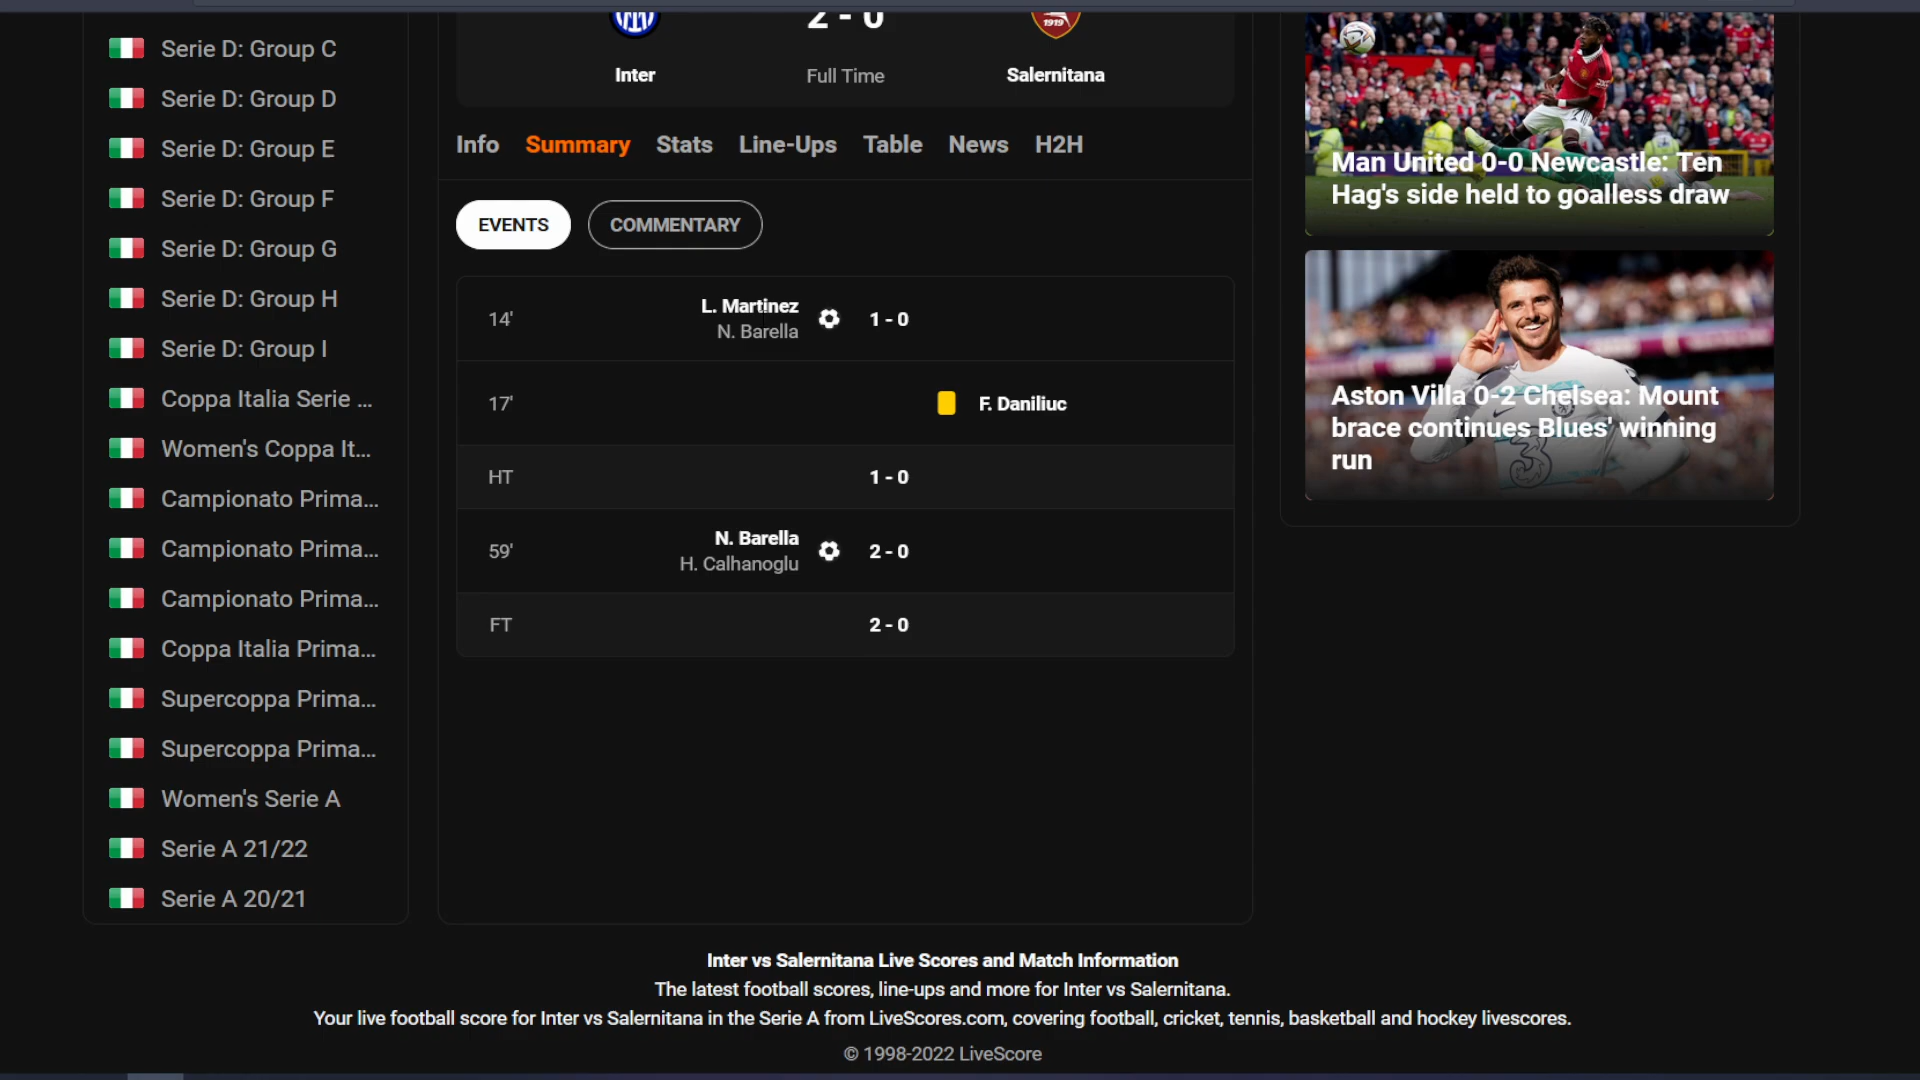 Serie D: Group C
Serie D: Group D
Serie D: Group E
Serie D: Group F
Serie D: Group G
Serie D: Group H
Serie D: Group I
Coppa Italia Serie ...
Women's Coppa It...
Campionato Prima...
Campionato Prima...
Campionato Prima...
Coppa Italia Prima...
Supercoppa Prima...
Supercoppa Prima...
Women's Serie A
Serie A 21/22
Serie A 20/21
2 - 0
1919
Inter
Full Time
Salernitana
Info Summary Stats Line-Ups Table News H2H
EVENTS COMMENTARY
14' L. Martinez 1 - 0
N. Barella
17' F. Daniliuc
HT 1 - 0
59' N. Barella 2 - 0
H. Calhanoglu
FT 2 - 0
Man United 0-0 Newcastle: Ten
Hag's side held to goalless draw
Aston Villa 0-2 Chelsea: Mount
brace continues Blues' winning
run
3
Inter vs Salernitana Live Scores and Match Information
The latest football scores, line-ups and more for Inter vs Salernitana.
Your live football score for Inter vs Salernitana in the Serie A from LiveScores.com, covering football, cricket, tennis, basketball and hockey livescores.
© 1998-2022 LiveScore